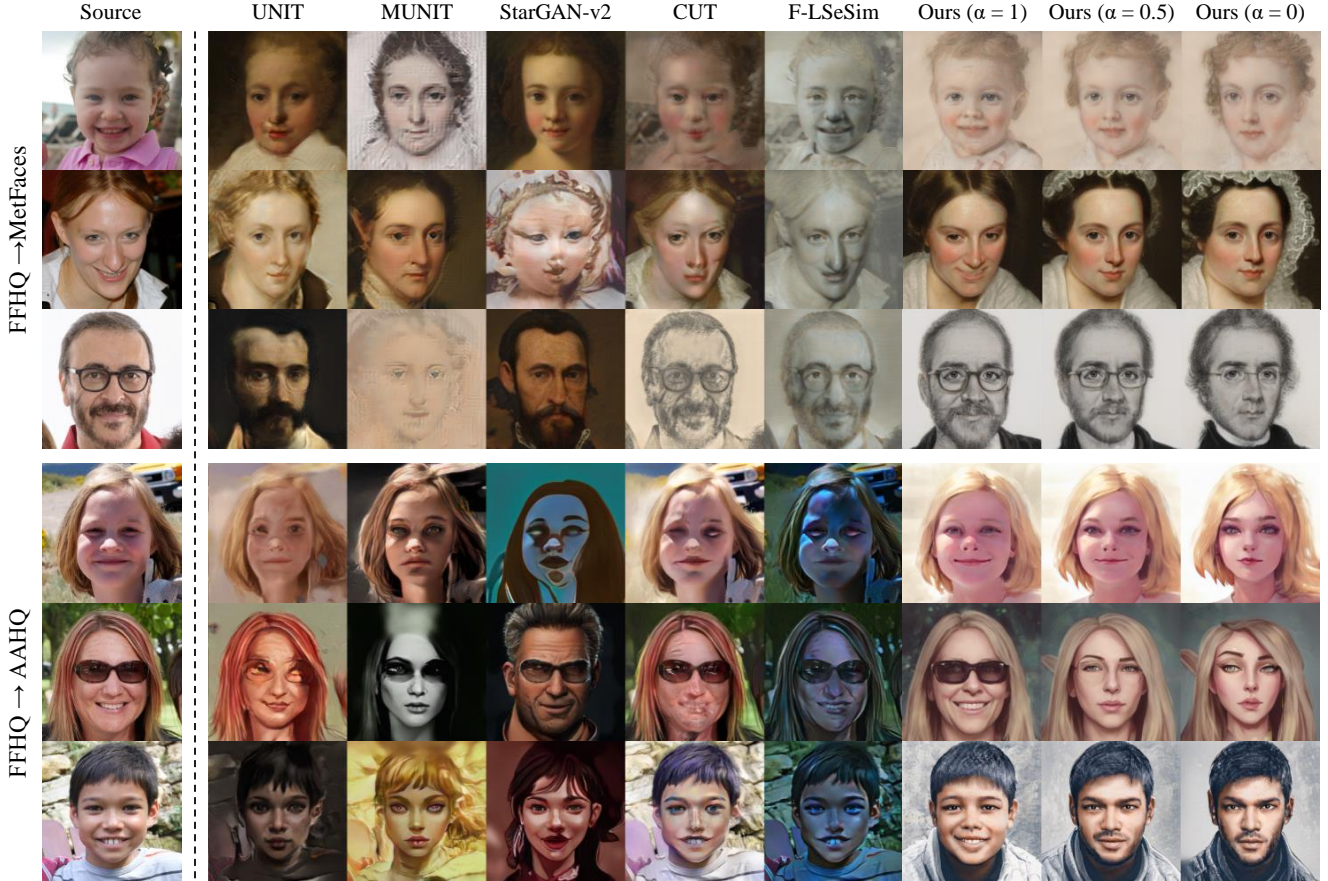 Source UNIT MUNIT StarGAN-v2 CUT F-LSeSim Ours (α = 1) Ours (α = 0.5) Ours (α = 0)
FFHQ →MetFaces
FFHQ → AAHQ